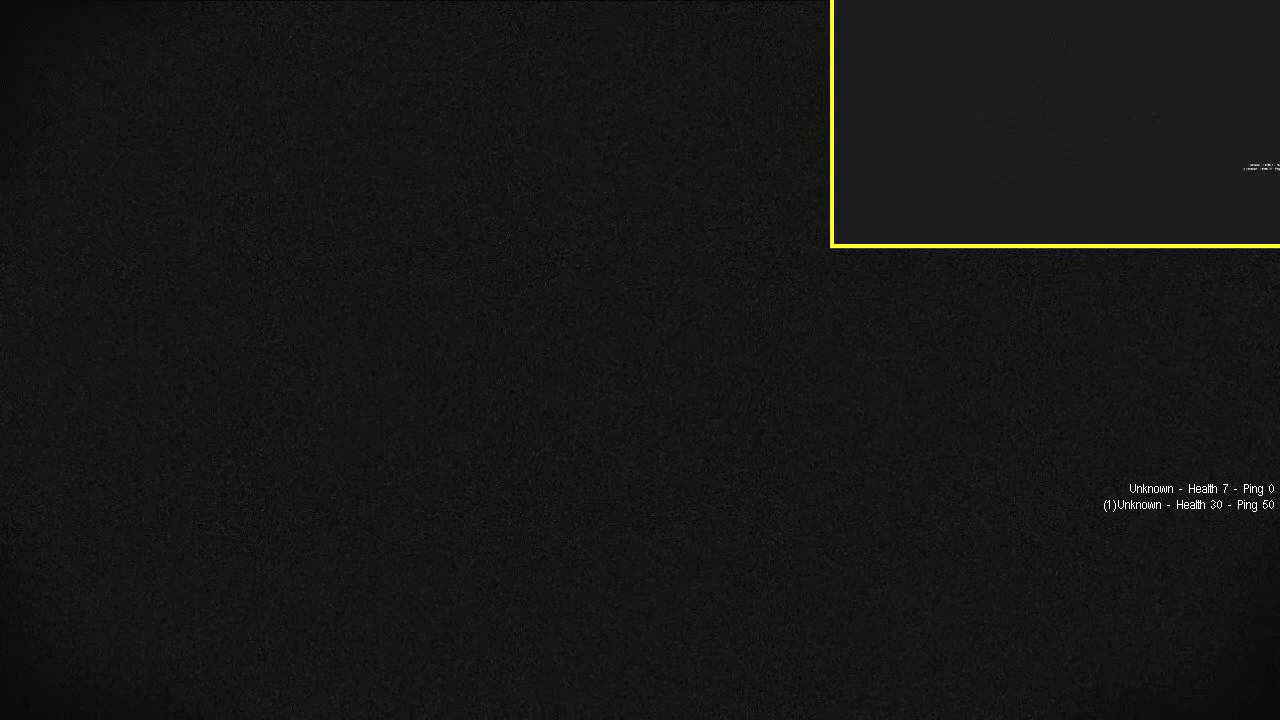 Unknown - Health 7 - Ping 0
(1)Unknown - Health 30 - Ping 50